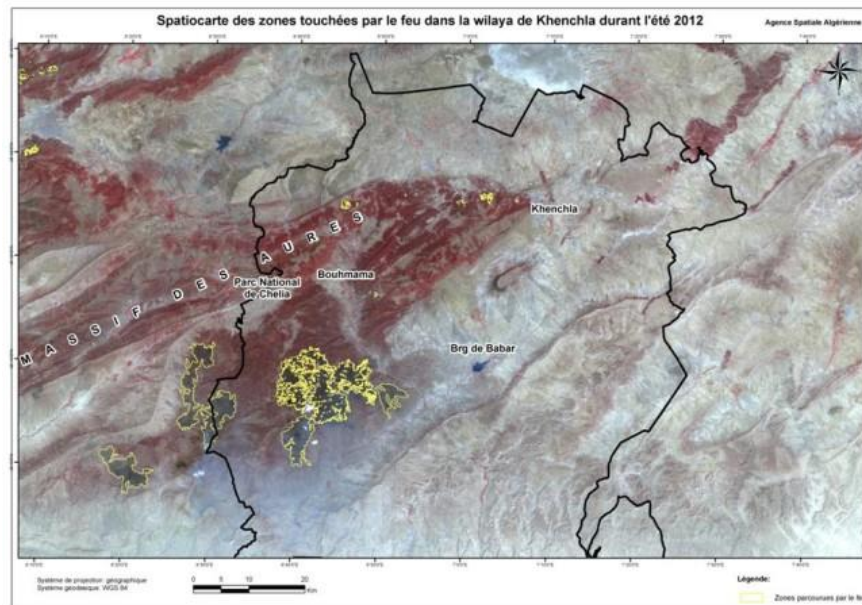 Spatiocarte des zones touchées par le feu dans la wilaya de Khenchla durant l'été 2012
Agence Spatiale Algérienne
Khenchla
MASSIF DES AURES
Bouhmama
Parc National
de Chelia
Brg de Babar
Système de projection: géographique
Système géodesique: WGS 84
0 5 10 20
Km
Légende:
Zones parcourues par le fe